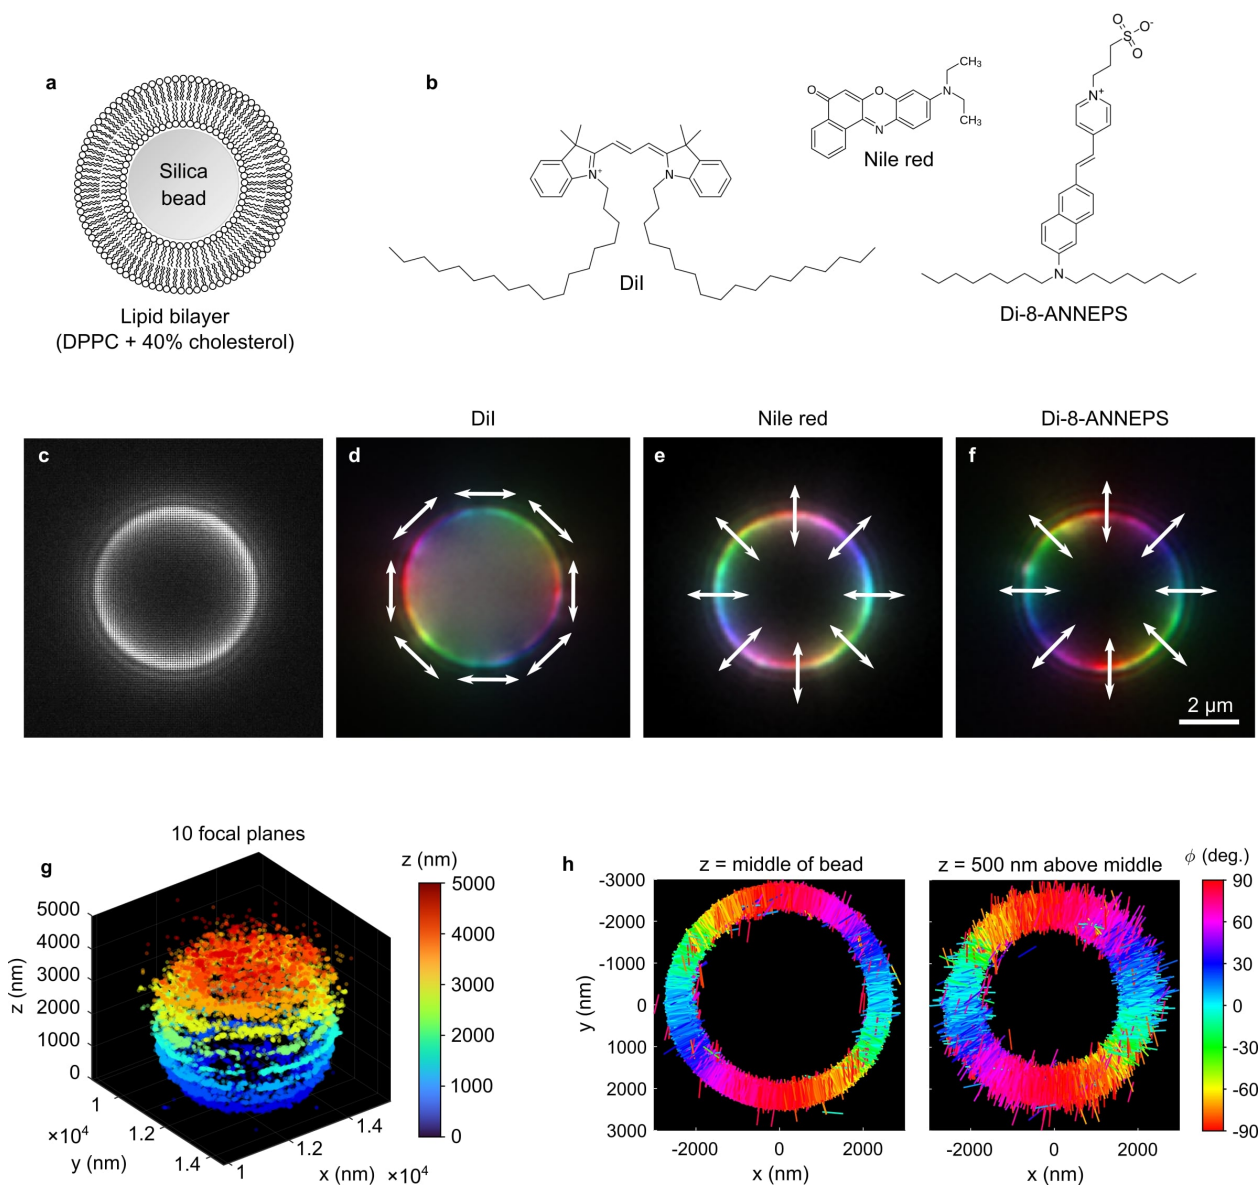 a
Silica
bead
Lipid bilayer
(DPPC + 40% cholesterol)
b
N+
N
DiI
O
O
N
N
CH3
CH3
Nile red
O
S
O-
O
N+
N
Di-8-ANNEPS
c
DiI
d
Nile red
e
Di-8-ANNEPS
f
2 µm
g
10 focal planes
z (nm)
5000
4000
3000
2000
1000
0
z (nm)
5000
4000
3000
2000
1000
0
1
1.2
1.4
×10⁴
y (nm)
1
1.2
1.4
x (nm) ×10⁴
h
z = middle of bead
z = 500 nm above middle
ϕ (deg.)
-3000
-2000
-1000
0
1000
2000
3000
y (nm)
-2000 0 2000
x (nm)
-2000 0 2000
x (nm)
90
60
30
0
-30
-60
-90